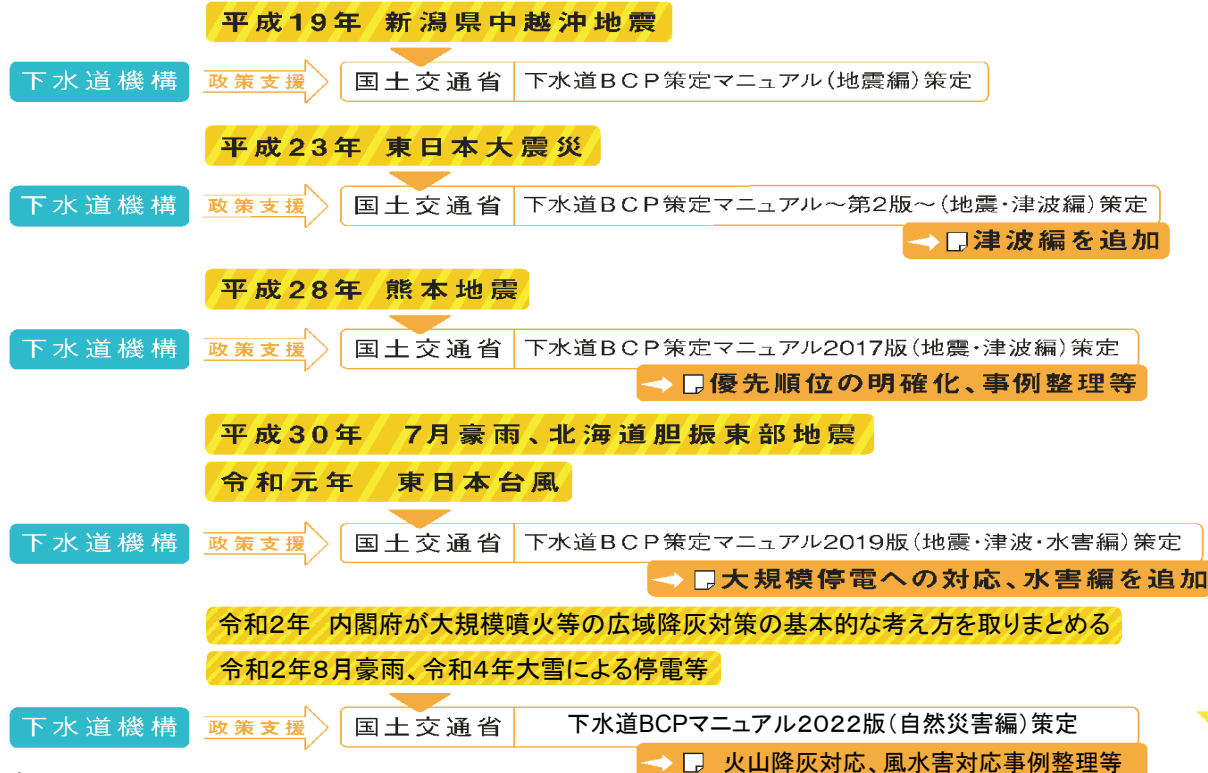 平成19年 新潟県中越沖地震
下水道機構 政策支援 国土交通省 下水道BCP策定マニュアル(地震編)策定
平成23年 東日本大震災
下水道機構 政策支援 国土交通省 下水道BCP策定マニュアル～第2版～(地震・津波編)策定
津波編を追加
平成28年 熊本地震
下水道機構 政策支援 国土交通省 下水道BCP策定マニュアル2017版(地震・津波編)策定
優先順位の明確化、事例整理等
平成30年 7月豪雨、北海道胆振東部地震
令和元年 東日本台風
下水道機構 政策支援 国土交通省 下水道BCP策定マニュアル2019版(地震・津波・水害編)策定
大規模停電への対応、水害編を追加
令和2年 内閣府が大規模噴火等の広域降灰対策の基本的な考え方を取りまとめる
令和2年8月豪雨、令和4年大雪による停電等
下水道機構 政策支援 国土交通省 下水道BCPマニュアル2022版(自然災害編)策定
火山降灰対応、風水害対応事例整理等